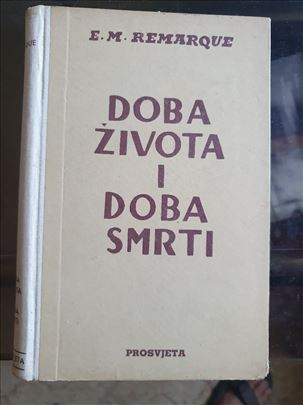 E. M. REMARQUE
DOBA
ŽIVOTA
I
DOBA
SMRTI
PROSVJETA